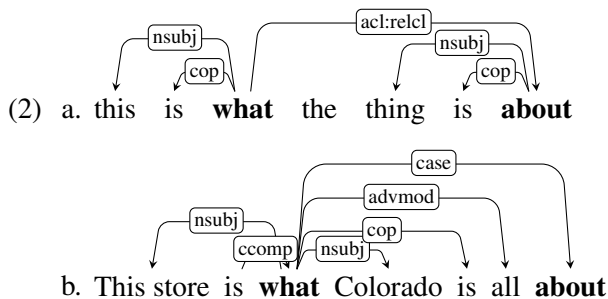 acl:relcl
nsubj nsubj
cop cop
(2) a. this is what the thing is about
case
advmod
nsubj cop
ccomp nsubj
b. This store is what Colorado is all about